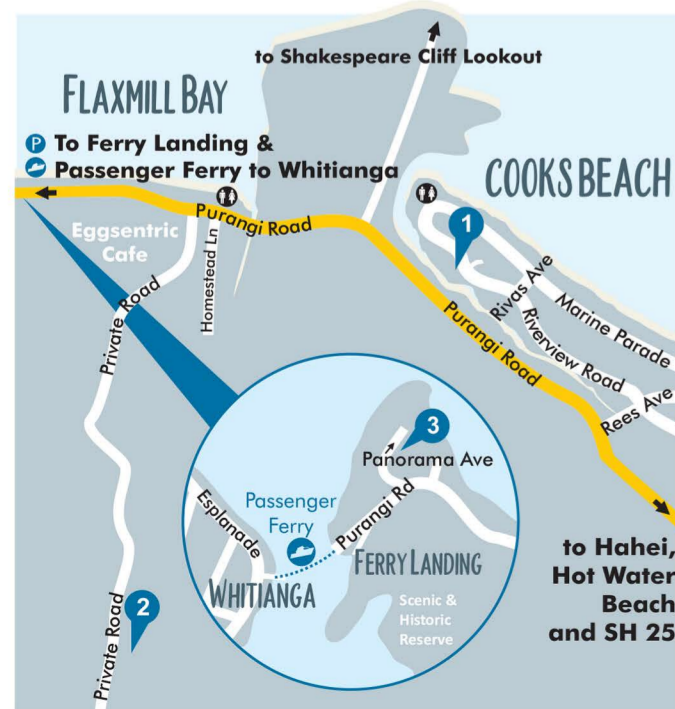 to Shakespeare Cliff Lookout
FLAXMILL BAY
P To Ferry Landing &
Passenger Ferry to Whitianga
COOKS BEACH
1
Eggsentric
Cafe
Purangi Road
Homestead Ln
Private Road
Rivas Ave
Marine Parade
Riverview Road
Purangi Road
Rees Ave
3
Panorama Ave
Esplanade
Passenger
Ferry
Purangi Rd
FERRY LANDING
WHITIANGA
Scenic &
Historic
Reserve
to Hahei,
Hot Water
Beach
and SH 25
2
Private Road